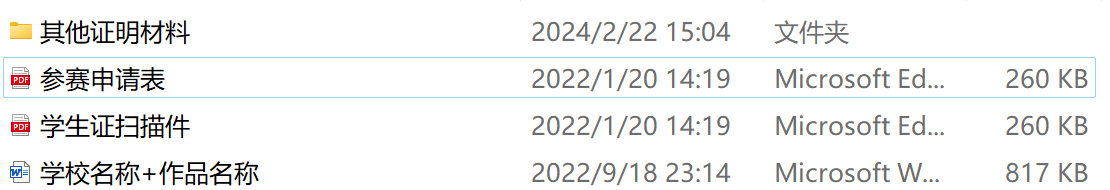 其他证明材料 2024/2/22 15:04 文件夹
PDF 参赛申请表 2022/1/20 14:19 Microsoft Ed... 260 KB
PDF 学生证扫描件 2022/1/20 14:19 Microsoft Ed... 260 KB
W 学校名称+作品名称 2022/9/18 23:14 Microsoft W... 817 KB